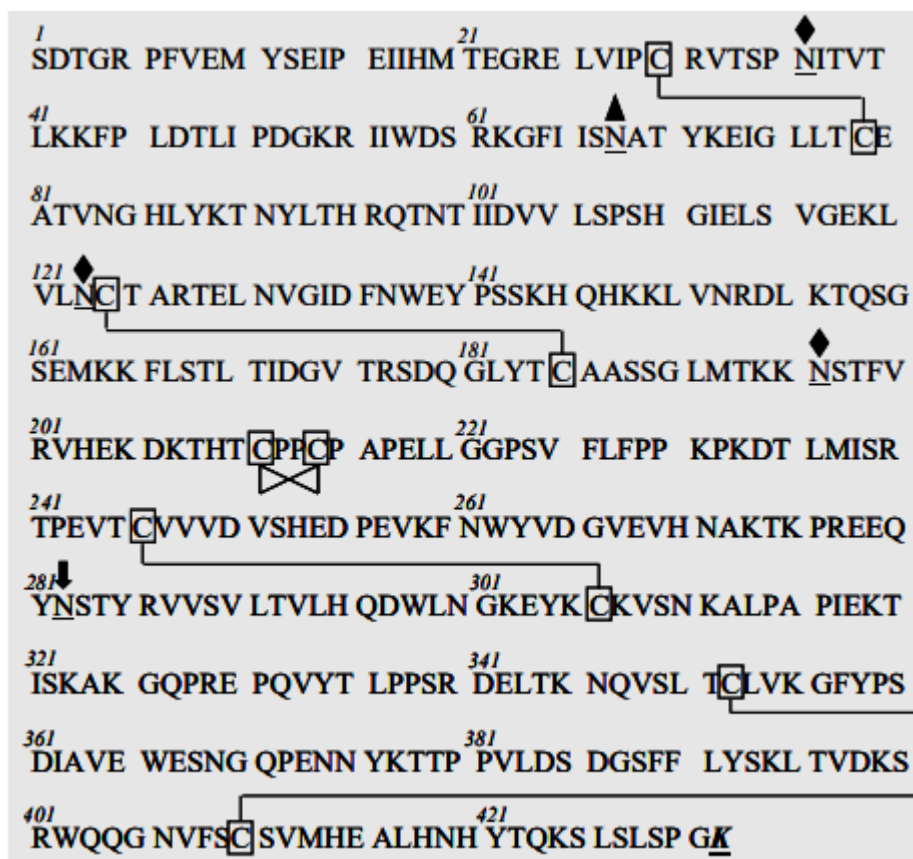 1 21
SDTGR PFVEM YSEIP EIIHM TEGREL VIPC RVTSP NITVT
41 61
LKKFP LDTLI PDGKR IIWDS RKGFI ISNAT YKEIG LLTCE
81 101
ATVNG HLYKT NYLTH RQTNT IIDVV LSPSH GIELS VGEKL
121 141
VLNCT ARTEL NVGID FNWEY PSSKH QHKKL VNRDL KTQSG
161 181
SEMKK FLSTL TIDGV TRSDQ GLYTC AASSG LMTKK NSTFV
201 221
RVHEK DKTHT CPPCP APELL GGPSV FLFPP KPKDT LMISR
241 261
TPEVT CVVVD VSHED PEVKF NWYVD GVEVH NAKTK PREEQ
281 301
YNSTY RVVSV LTVLH QDWLN GKEYK CKVSN KALPA PIEKT
321 341
ISKAK GQPRE PQVYT LPPSR DELTK NQVSL TCLVK GFYPS
361 381
DIAVE WESNG QPENN YKTTP PVLDS DGSFF LYSKL TVDKS
401 421
RWQQG NVFSC SVMHE ALHNH YTQKS LSLSP GK